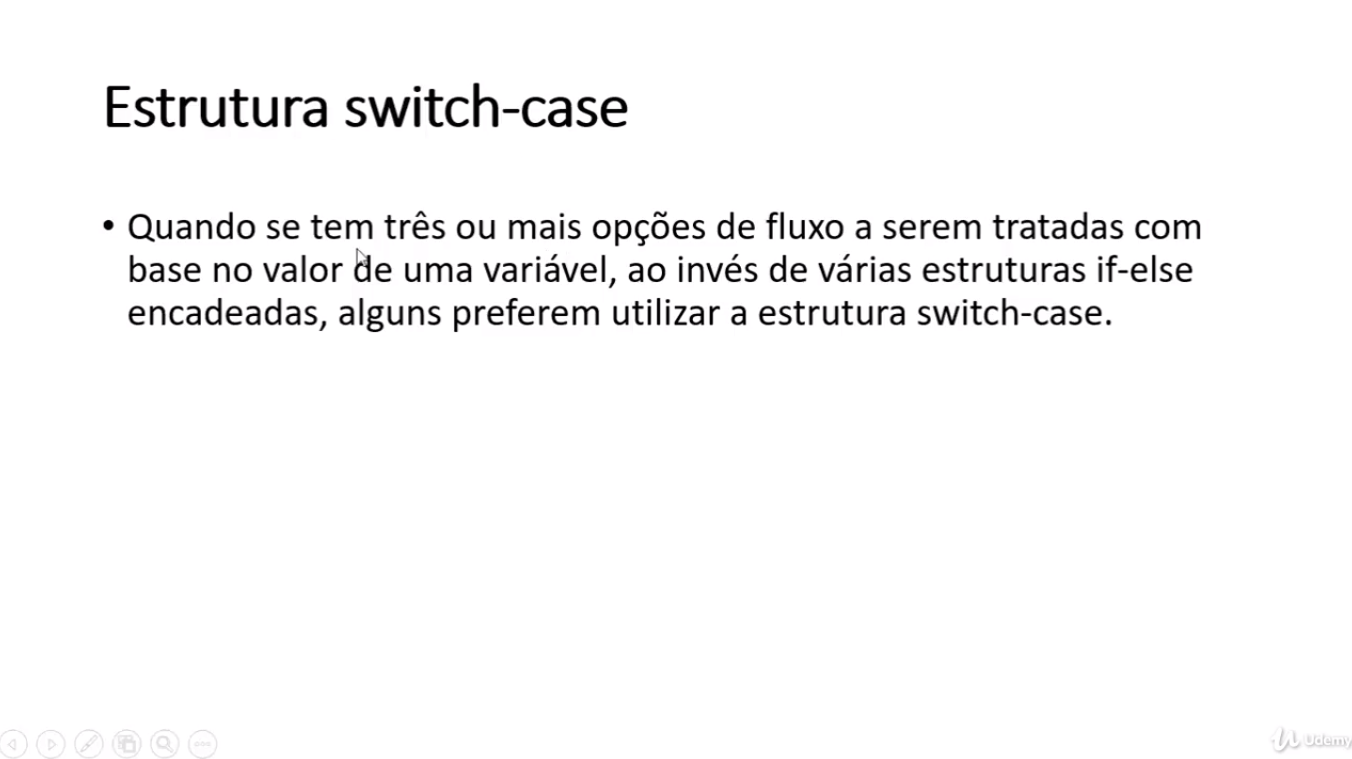 Estrutura switch-case
• Quando se tem três ou mais opções de fluxo a serem tratadas com
base no valor de uma variável, ao invés de várias estruturas if-else
encadeadas, alguns preferem utilizar a estrutura switch-case.
Udemy